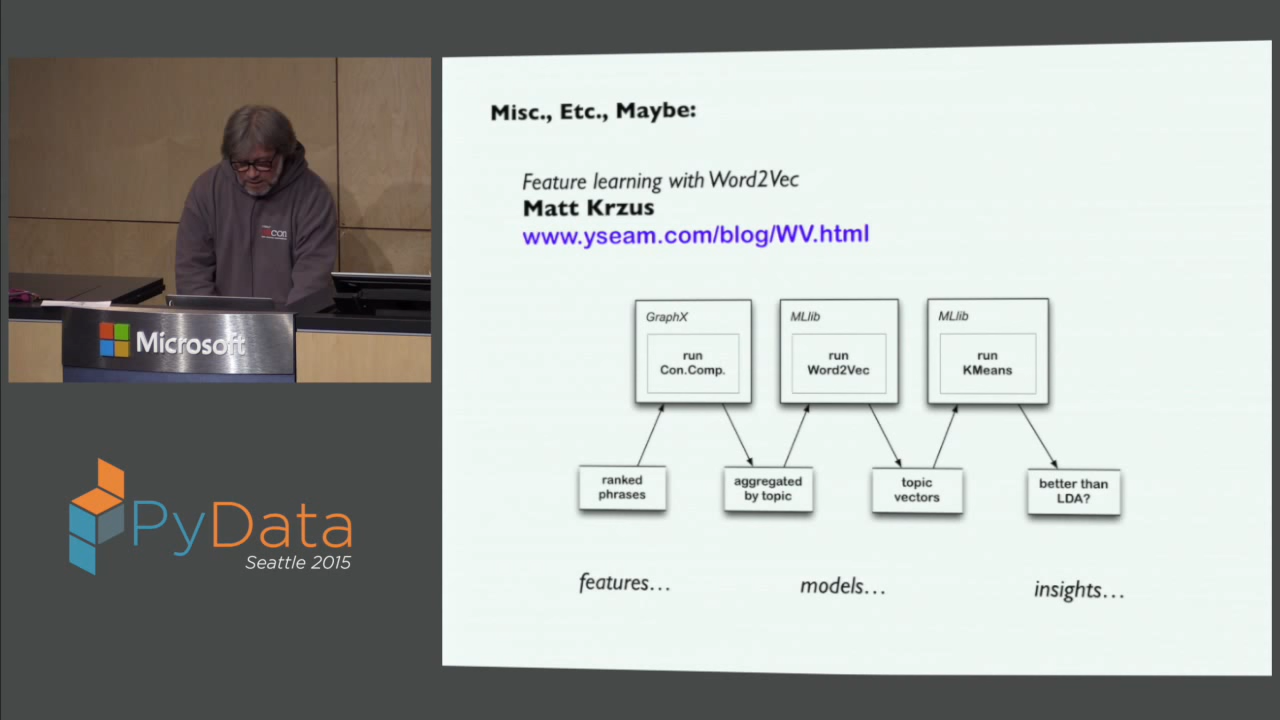 Misc., Etc., Maybe:
Feature learning with Word2Vec
Matt Krzus
www.yseam.com/blog/WV.html
GraphX
run
Con.Comp.
MLlib
run
Word2Vec
MLlib
run
KMeans
ranked
phrases
aggregated
by topic
topic
vectors
better than
LDA?
features…
models…
insights…
Microsoft
PyData
Seattle 2015